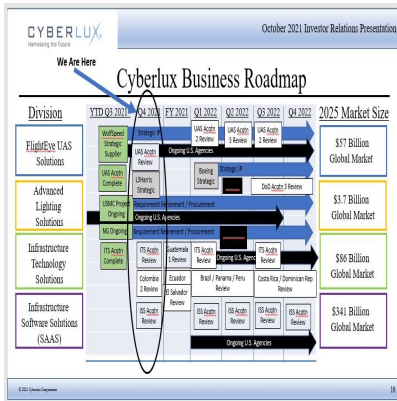 CYBERLUX
Harnessing the Future
October 2021 Investor Relations Presentation
We Are Here
Cyberlux Business Roadmap
Division
YTD Q3 2021
Q4 2021
FY 2021
Q1 2022
Q2 2022
Q3 2022
Q4 2022
2025 Market Size
FlightEye UAS
Solutions
WolfSpeed
Strategic
Supplier
Strategic IP
UAS Acqtn
Review
UAS Acqtn
2 Review
UAS Acqtn
3 Review
UAS Acqtn
2 Review
Ongoing U.S. Agencies
$57 Billion
Global Market
Advanced
Lighting
Solutions
UAS Acqtn
Complete
L3Harris
Strategic
Boeing
Strategic
Strategic IP
DoD Acqtn 3 Review
USMC Project
Ongoing
Requirement Refinement / Procurement
Ongoing U.S. Agencies
NG Ongoing
Requirement Refinement / Procurement
$3.7 Billion
Global Market
Infrastructure
Technology
Solutions
ITS Acqtn
Complete
ITS Acqtn
Review
Guatemala
1 Review
ITS Acqtn
Review
Ongoing U.S. Agencies
ITS Acqtn
Review
Colombia
2 Review
Ecuador
El Salvador
Review
Brazil / Panama / Peru
Review
Costa Rica / Dominican Rep
Review
$86 Billion
Global Market
Infrastructure
Software Solutions
(SAAS)
ISS Acqtn
Review
ISS Acqtn
Review
ISS Acqtn
Review
ISS Acqtn
Review
ISS Acqtn
Review
Ongoing U.S. Agencies
$341 Billion
Global Market
© 2021 Cyberlux Corporation
16